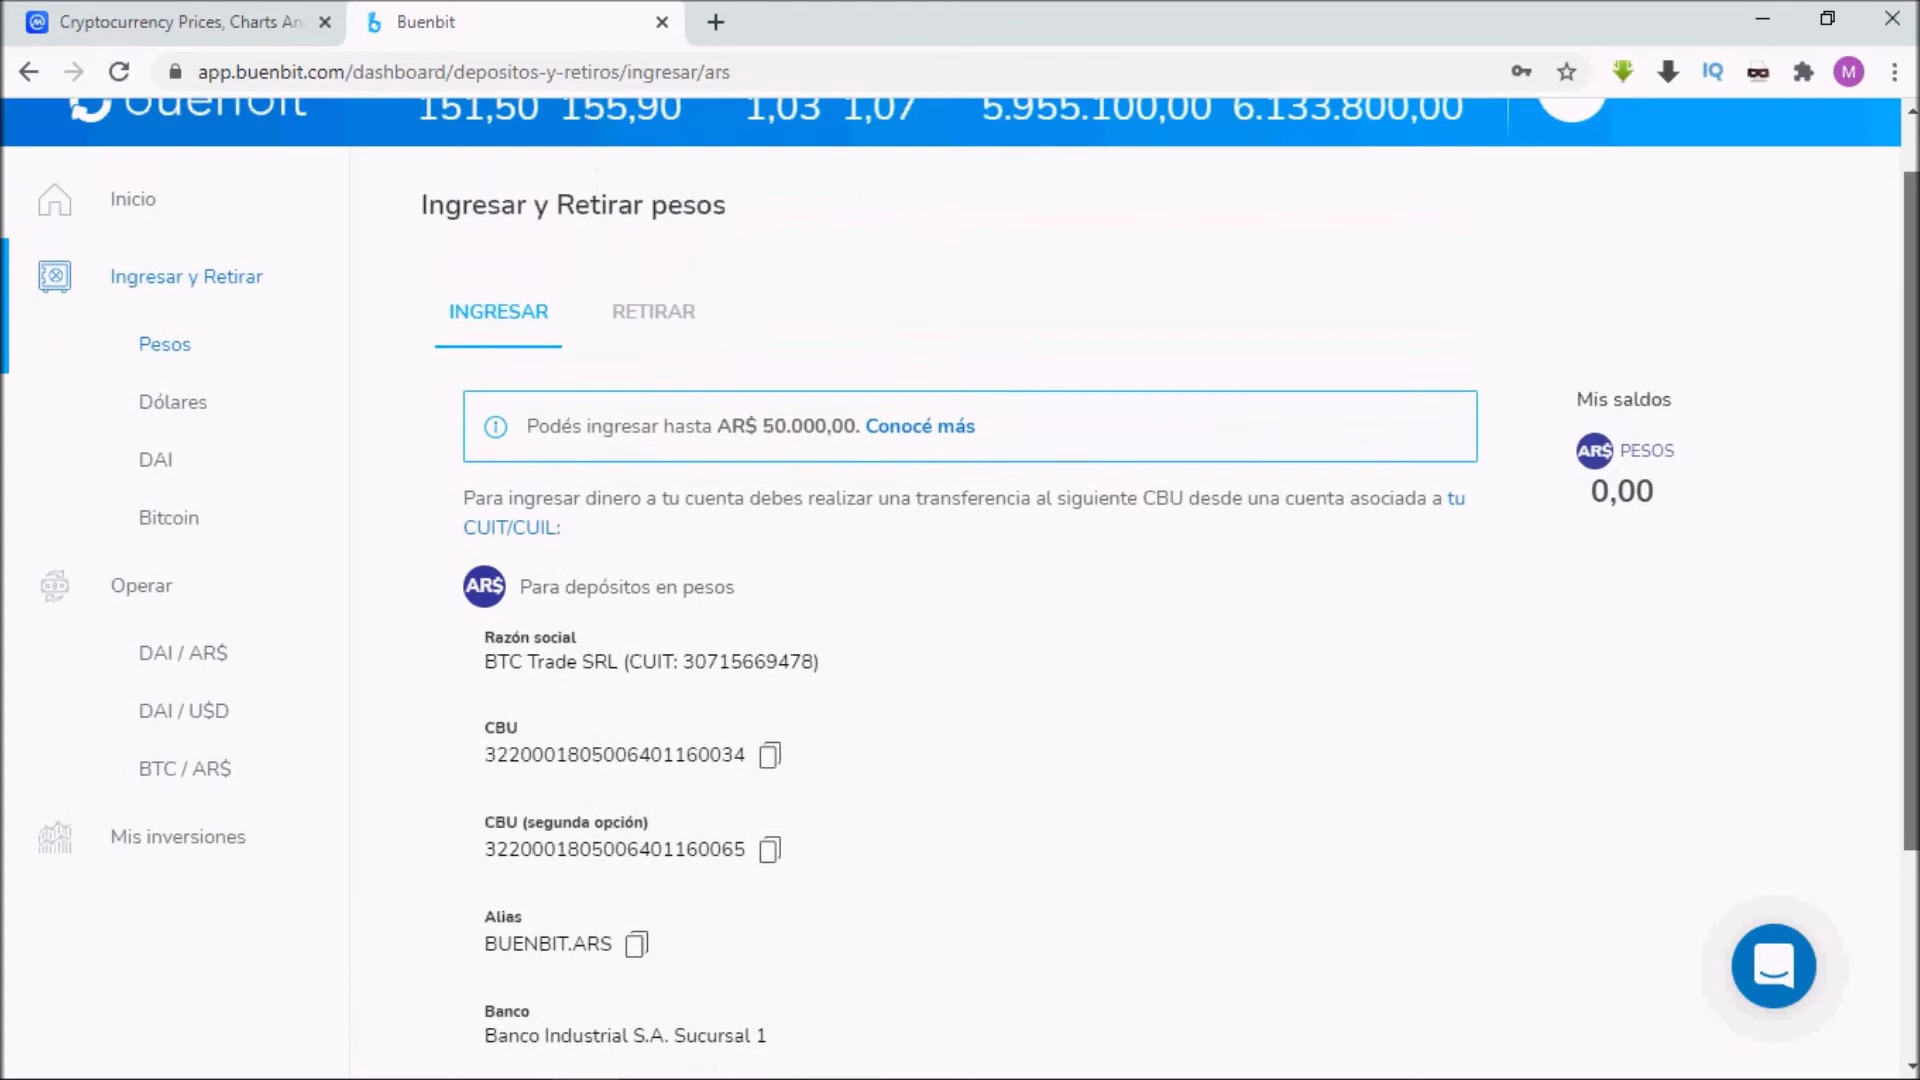 Cryptocurrency Prices, Charts An
Buenbit
app.buenbit.com/dashboard/depositos-y-retiros/ingresar/ars
IQ
M
buenbit
151,50 155,90
1,03 1,07
5.955.100,00 6.133.800,00
Inicio
Ingresar y Retirar
Pesos
Dólares
DAI
Bitcoin
Operar
DAI / AR$
DAI / U$D
BTC / AR$
Mis inversiones
Ingresar y Retirar pesos
INGRESAR
RETIRAR
Podés ingresar hasta AR$ 50.000,00. Conocé más
Para ingresar dinero a tu cuenta debes realizar una transferencia al siguiente CBU desde una cuenta asociada a tu
CUIT/CUIL:
AR$ Para depósitos en pesos
Razón social
BTC Trade SRL (CUIT: 30715669478)
CBU
3220001805006401160034
CBU (segunda opción)
3220001805006401160065
Alias
BUENBIT.ARS
Banco
Banco Industrial S.A. Sucursal 1
Mis saldos
AR$ PESOS
0,00